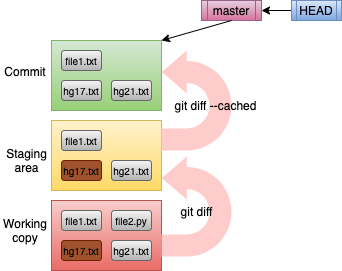 master
HEAD
file1.txt
Commit
hg17.txt
hg21.txt
git diff --cached
file1.txt
Staging
area
hg17.txt
hg21.txt
git diff
file1.txt
file2.py
Working
copy
hg17.txt
hg21.txt